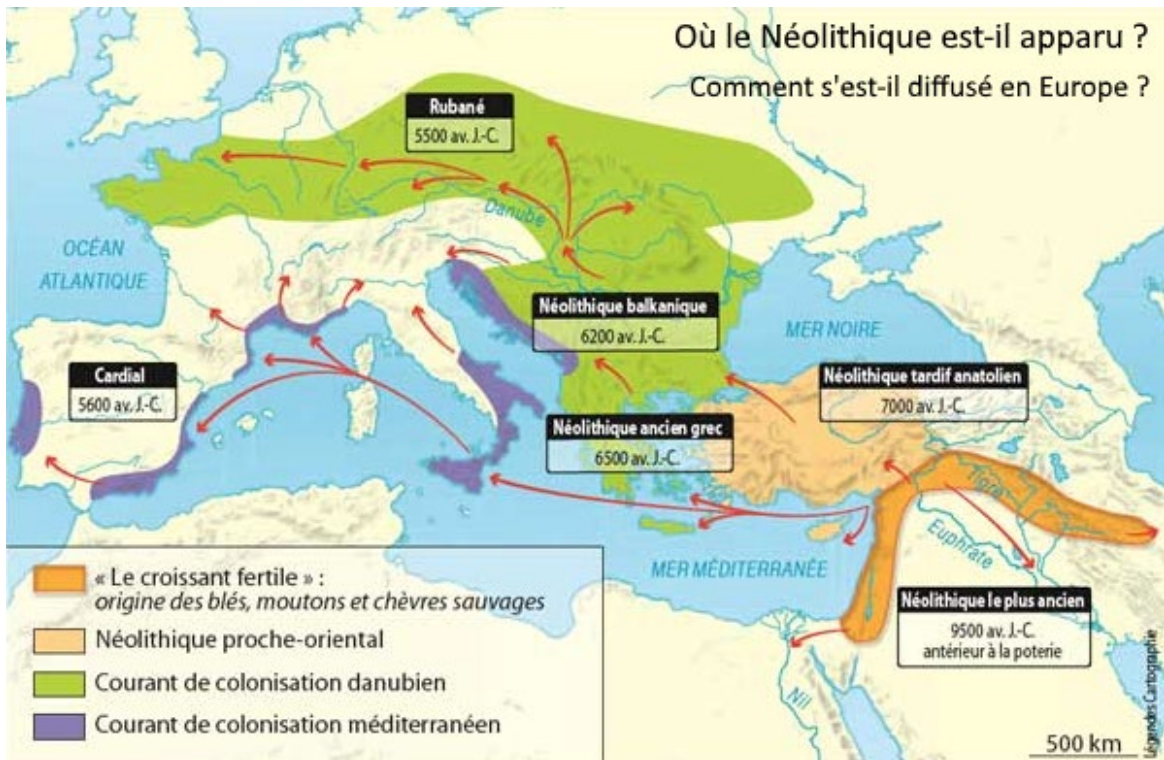 Où le Néolithique est-il apparu ?
Comment s'est-il diffusé en Europe ?
Rubané
5500 av. J.-C.
Danube
OCÉAN
ATLANTIQUE
Néolithique balkanique
6200 av. J.-C.
MER NOIRE
Cardial
5600 av. J.-C.
Néolithique tardif anatolien
7000 av. J.-C.
Néolithique ancien grec
6500 av. J.-C.
Tigre
Euphrate
MER MÉDITERRANÉE
Néolithique le plus ancien
9500 av. J.-C.
antérieur à la poterie
Nil
« Le croissant fertile » :
origine des blés, moutons et chèvres sauvages
Néolithique proche-oriental
Courant de colonisation danubien
Courant de colonisation méditerranéen
500 km
Légendes Cartographie